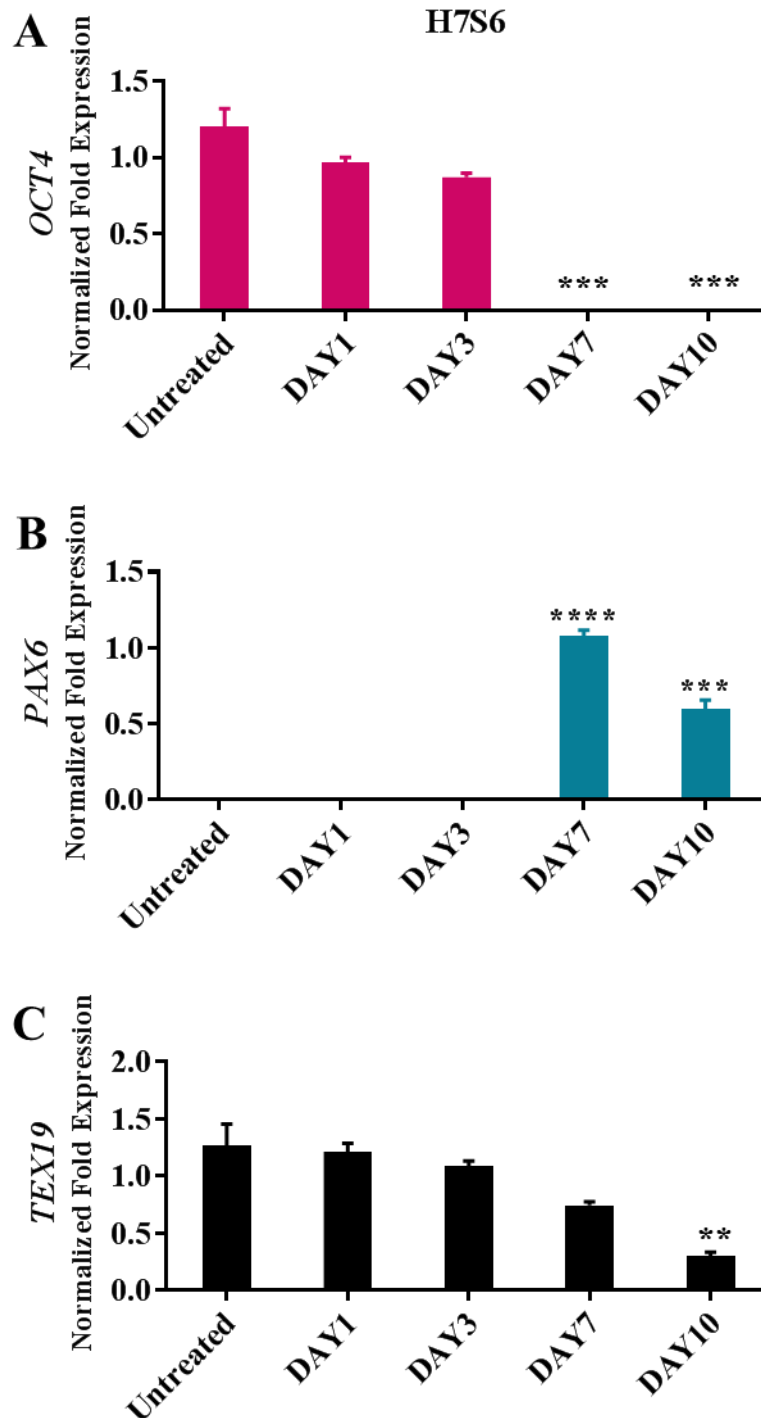 H7S6
A
OCT4
Normalized Fold Expression
1.5
1.0
0.5
0.0
***
***
Untreated
DAY1
DAY3
DAY7
DAY10
B
PAX6
Normalized Fold Expression
1.5
1.0
0.5
0.0
****
***
Untreated
DAY1
DAY3
DAY7
DAY10
C
TEX19
Normalized Fold Expression
2.0
1.5
1.0
0.5
0.0
**
Untreated
DAY1
DAY3
DAY7
DAY10